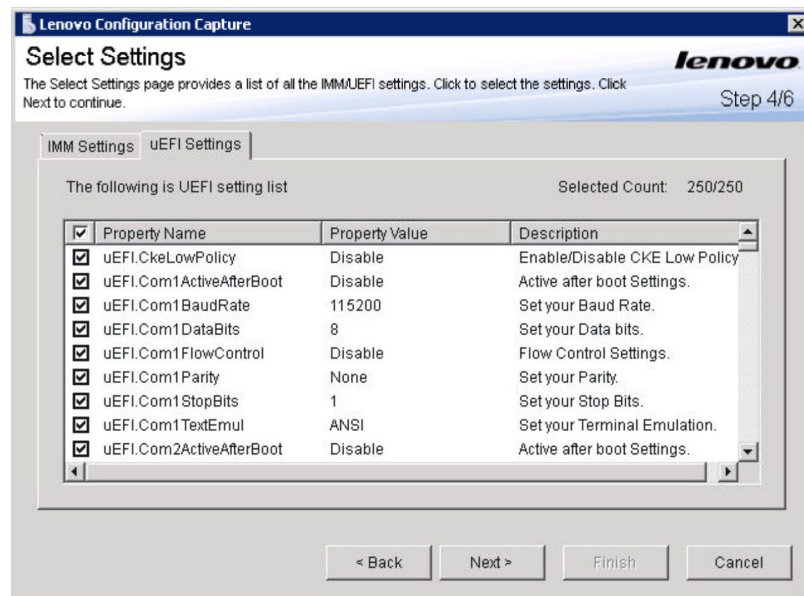 Lenovo Configuration Capture
Select Settings
lenovo
The Select Settings page provides a list of all the IMM/UEFI settings. Click to select the settings. Click
Next to continue.
Step 4/6
IMM Settings
uEFI Settings
The following is UEFI setting list
Selected Count: 250/250
Property Name Property Value Description
uEFI.CkeLowPolicy Disable Enable/Disable CKE Low Policy
uEFI.Com1ActiveAfterBoot Disable Active after boot Settings.
uEFI.Com1BaudRate 115200 Set your Baud Rate.
uEFI.Com1DataBits 8 Set your Data bits.
uEFI.Com1FlowControl Disable Flow Control Settings.
uEFI.Com1Parity None Set your Parity.
uEFI.Com1StopBits 1 Set your Stop Bits.
uEFI.Com1TextEmul ANSI Set your Terminal Emulation.
uEFI.Com2ActiveAfterBoot Disable Active after boot Settings.
< Back Next > Finish Cancel